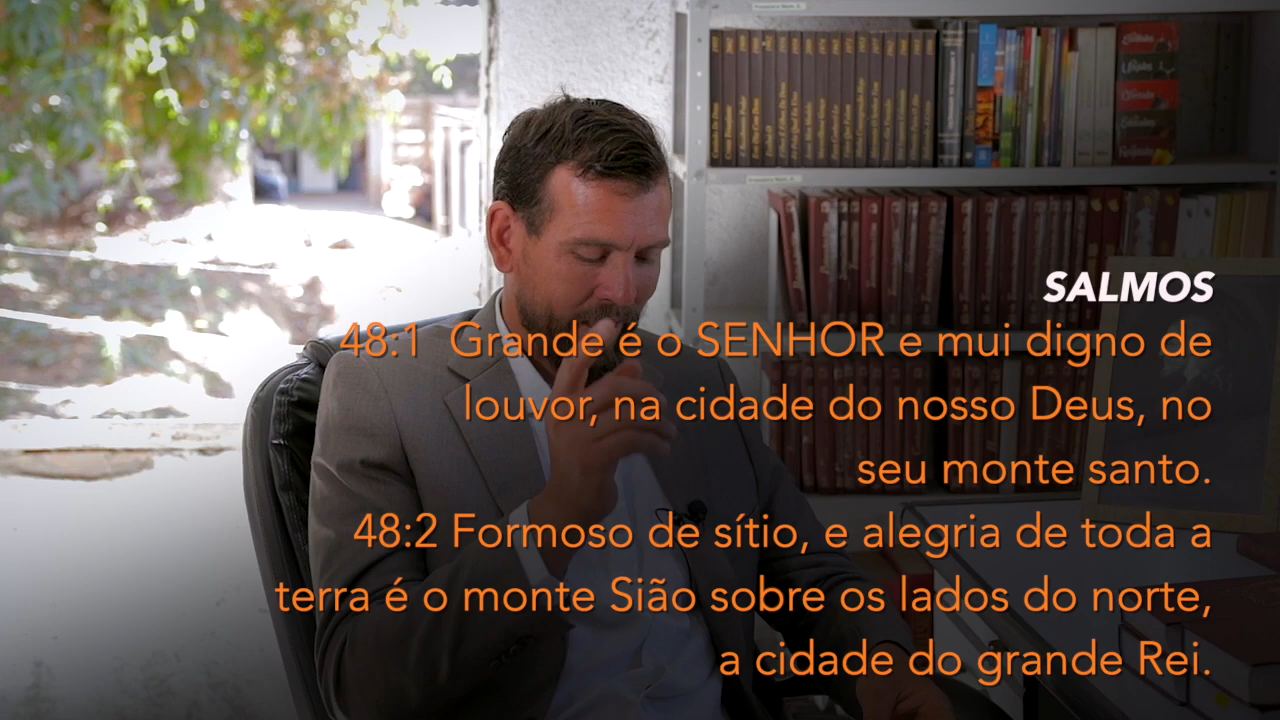 SALMOS
48:1 Grande é o SENHOR e mui digno de
louvor, na cidade do nosso Deus, no
seu monte santo.
48:2 Formoso de sítio, e alegria de toda a
terra é o monte Sião sobre os lados do norte,
a cidade do grande Rei.